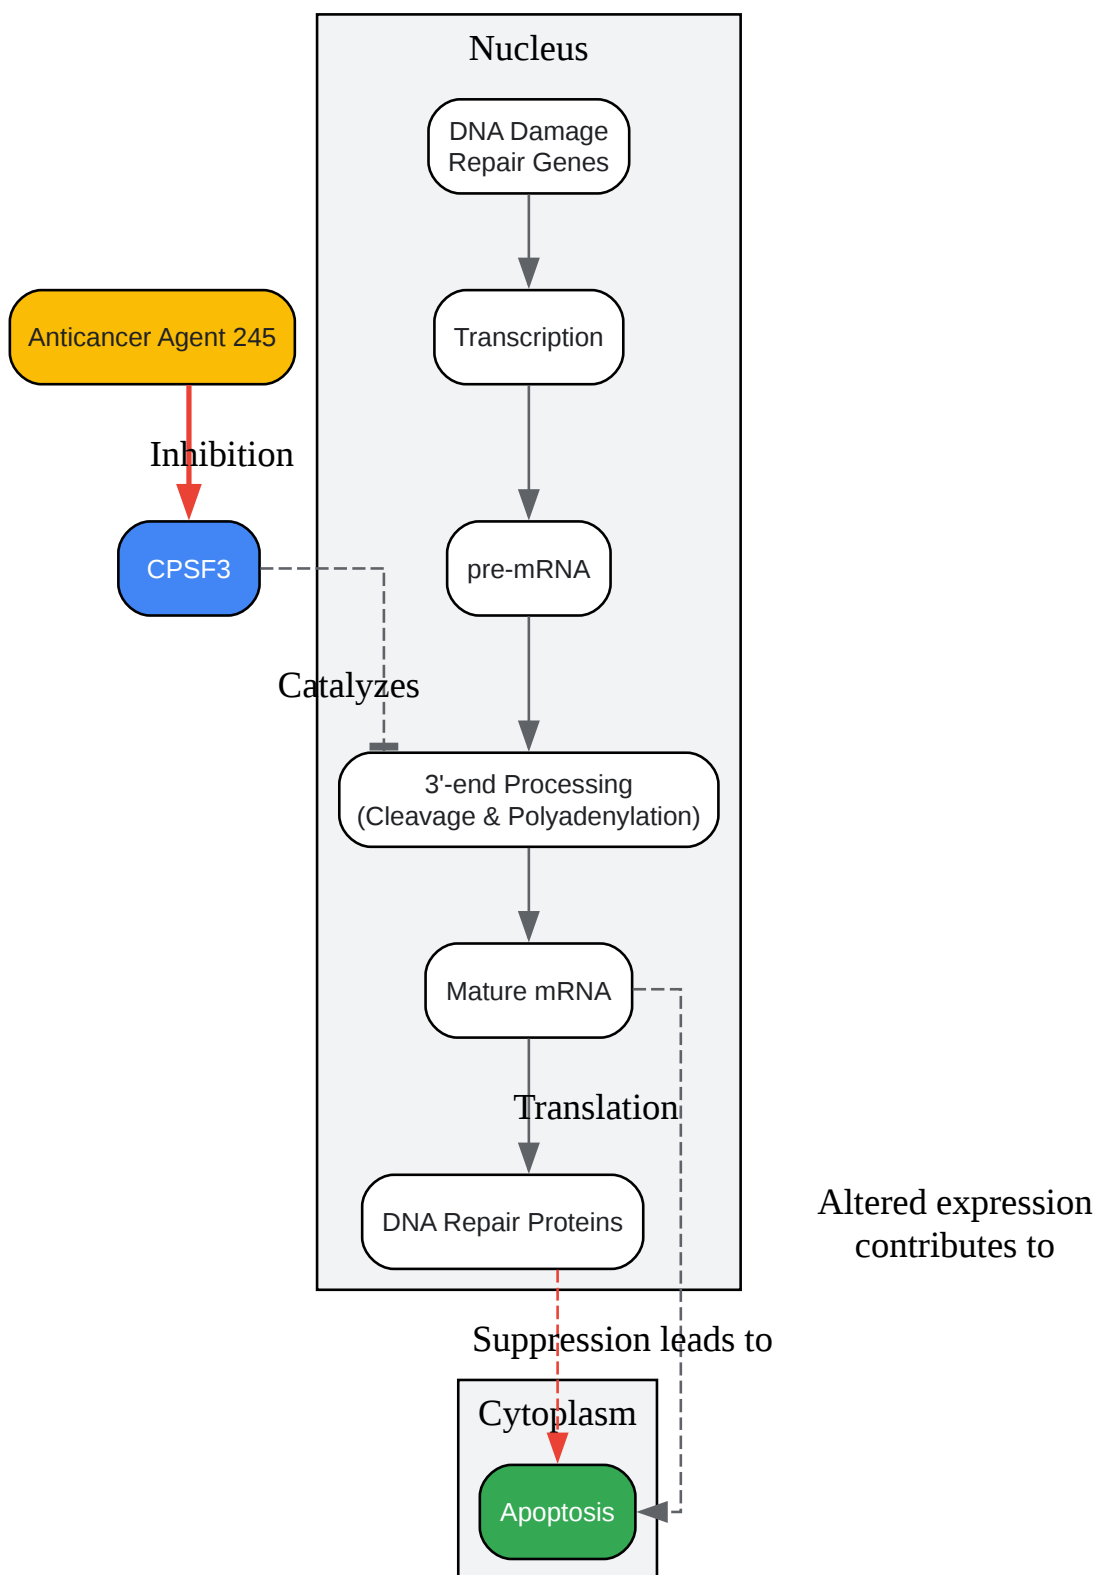 Nucleus
DNA Damage
Repair Genes
Anticancer Agent 245
Transcription
Inhibition
CPSF3
pre-mRNA
Catalyzes
3'-end Processing
(Cleavage & Polyadenylation)
Mature mRNA
Translation
DNA Repair Proteins
Altered expression
contributes to
Suppression leads to
Cytoplasm
Apoptosis